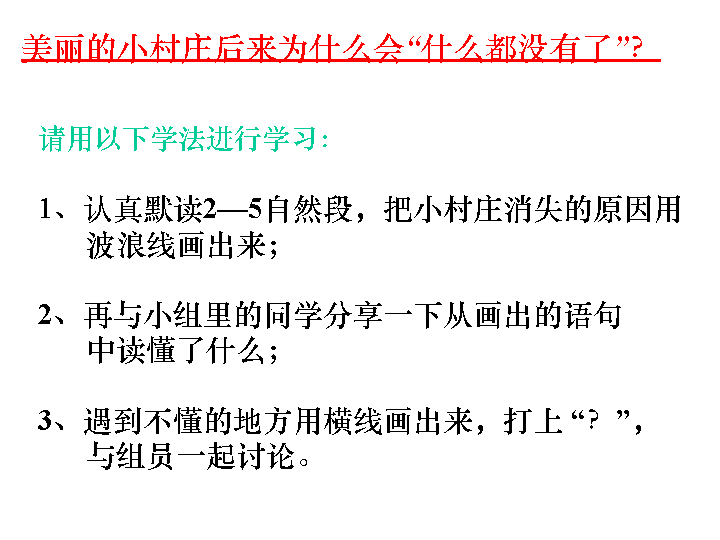 美丽的小村庄后来为什么会“什么都没有了”？
请用以下学法进行学习：
1、认真默读2—5自然段，把小村庄消失的原因用
波浪线画出来；
2、再与小组里的同学分享一下从画出的语句
中读懂了什么；
3、遇到不懂的地方用横线画出来，打上“？”，
与组员一起讨论。